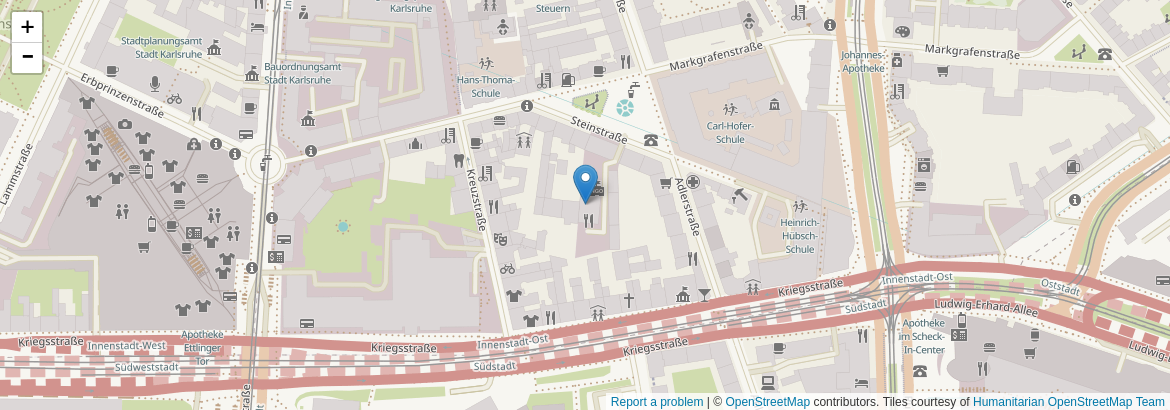 +
-
Karlsruhe
Steuern
Stadtplanungsamt
Stadt Karlsruhe
Bauordnungsamt
Stadt Karlsruhe
Hans-Thoma-
Schule
Markgrafenstraße
Johannes-
Apotheke
Markgrafenstraße
Erbprinzenstraße
Steinstraße
Carl-Hofer-
Schule
Lammstraße
Kreuzstraße
Adlerstraße
Heinrich-
Hübsch-
Schule
Kriegsstraße
Innenstadt-Ost
Südstadt
Oststadt
Ludwig-Erhard-Allee
Apotheke
im Scheck-
In-Center
Kriegsstraße
Innenstadt-West
Südweststadt
Apotheke
Ettlinger
Tor
Kriegsstraße
Innenstadt-Ost
Südstadt
Kriegsstraße
Report a problem | © OpenStreetMap contributors. Tiles courtesy of Humanitarian OpenStreetMap Team